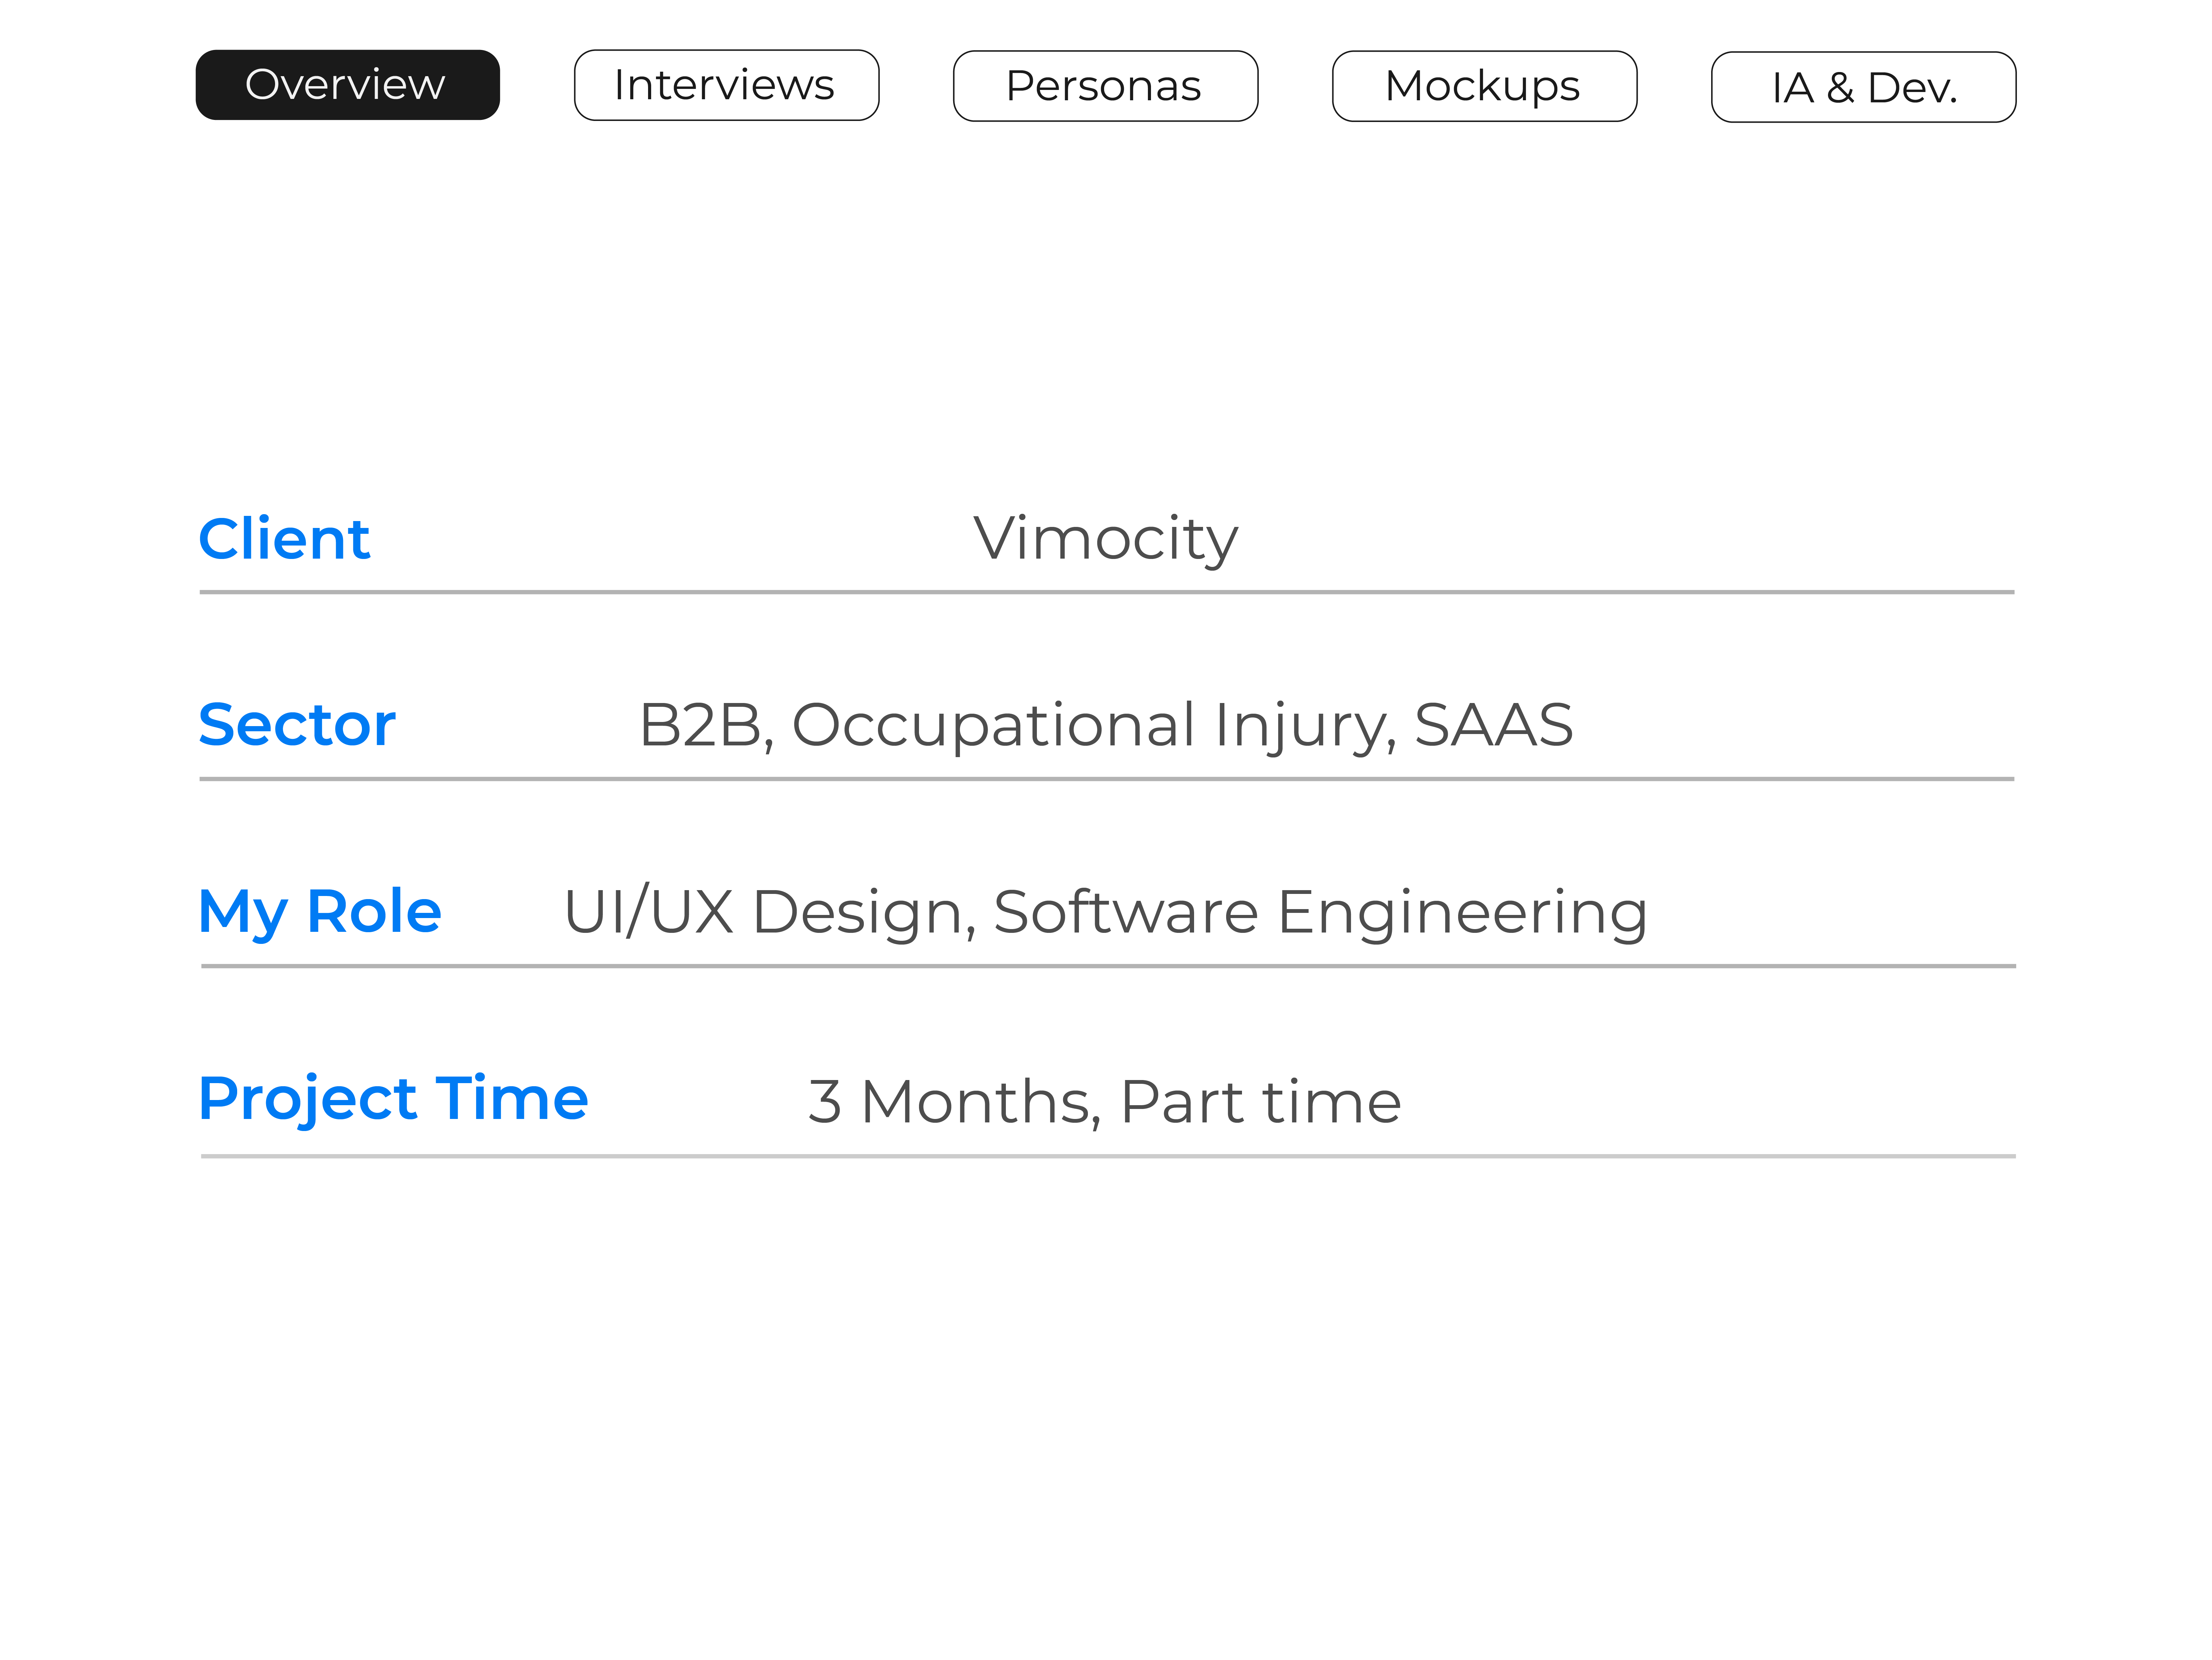 Overview Interviews Personas Mockups IA & Dev.
Client Vimocity
Sector B2B, Occupational Injury, SAAS
My Role UI/UX Design, Software Engineering
Project Time 3 Months, Part time